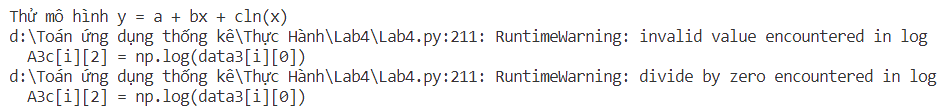 Thử mô hình y = a + bx + cln(x)
d:\Toán ứng dụng thống kê\Thực Hành\Lab4\Lab4.py:211: RuntimeWarning: invalid value encountered in log
  A3c[i][2] = np.log(data3[i][0])
d:\Toán ứng dụng thống kê\Thực Hành\Lab4\Lab4.py:211: RuntimeWarning: divide by zero encountered in log
  A3c[i][2] = np.log(data3[i][0])